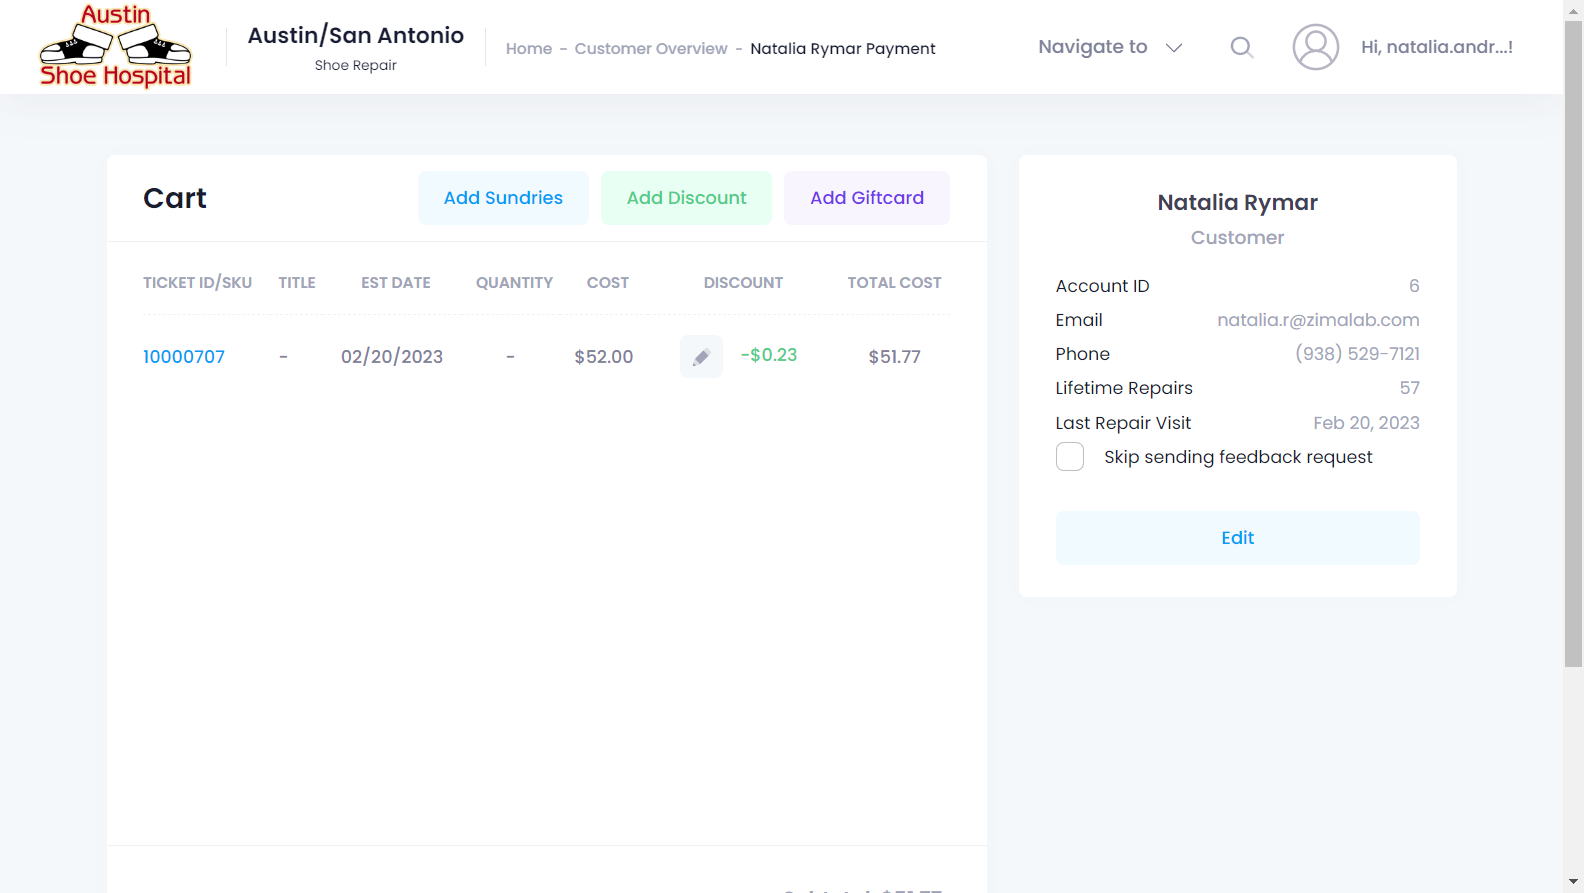 Austin
Shoe Hospital
Austin/San Antonio
Shoe Repair
Home - Customer Overview - Natalia Rymar Payment
Navigate to
Hi, natalia.andr...!
Cart
Add Sundries
Add Discount
Add Giftcard
TICKET ID/SKU TITLE EST DATE QUANTITY COST DISCOUNT TOTAL COST
10000707 - 02/20/2023 - $52.00 -$0.23 $51.77
Natalia Rymar
Customer
Account ID 6
Email natalia.r@zimalab.com
Phone (938) 529-7121
Lifetime Repairs 57
Last Repair Visit Feb 20, 2023
Skip sending feedback request
Edit